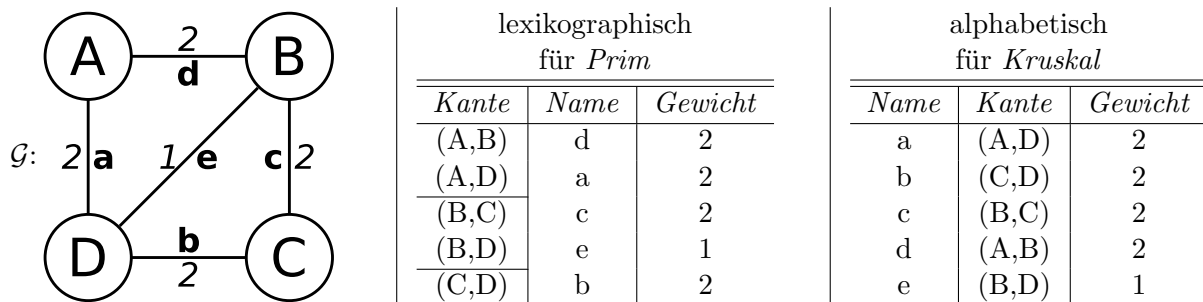 A 2 d B
𝒢: 2 a 1 e c 2
D b 2 C
lexikographisch
für Prim
Kante Name Gewicht
(A,B) d 2
(A,D) a 2
(B,C) c 2
(B,D) e 1
(C,D) b 2
alphabetisch
für Kruskal
Name Kante Gewicht
a (A,D) 2
b (C,D) 2
c (B,C) 2
d (A,B) 2
e (B,D) 1